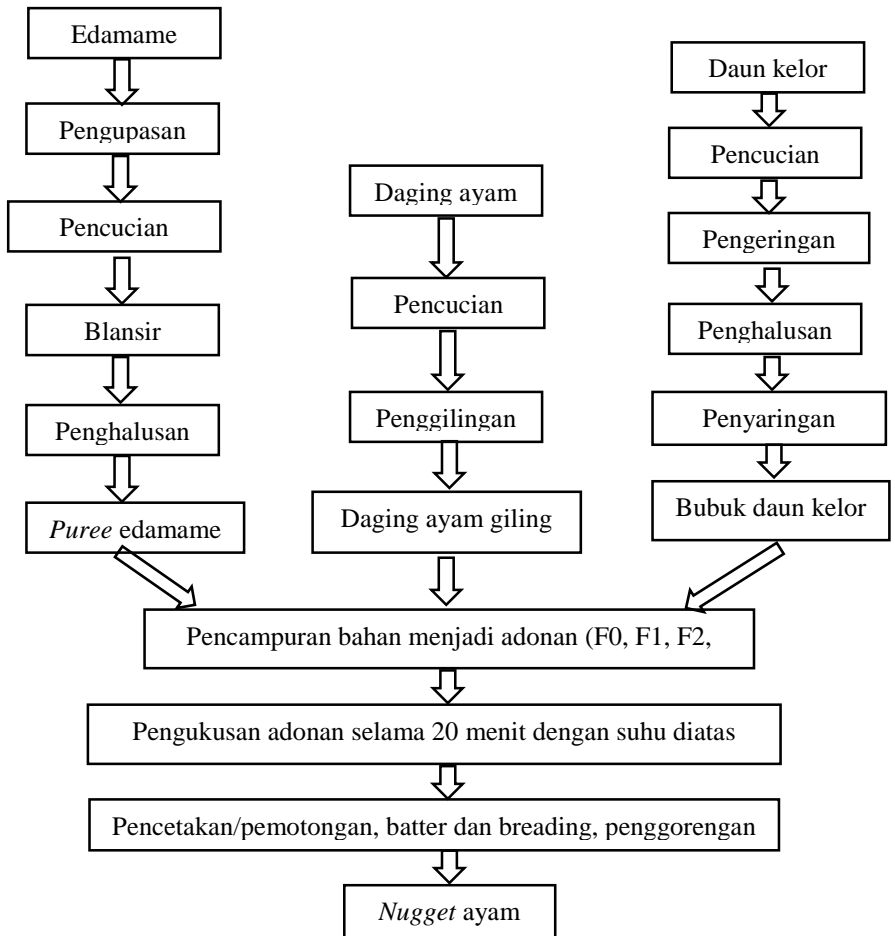 Edamame
Pengupasan
Pencucian
Blansir
Penghalusan
Puree edamame
Daging ayam
Pencucian
Penggilingan
Daging ayam giling
Daun kelor
Pencucian
Pengeringan
Penghalusan
Penyaringan
Bubuk daun kelor
Pencampuran bahan menjadi adonan (F0, F1, F2,
Pengukusan adonan selama 20 menit dengan suhu diatas
Pencetakan/pemotongan, batter dan breading, penggorengan
Nugget ayam